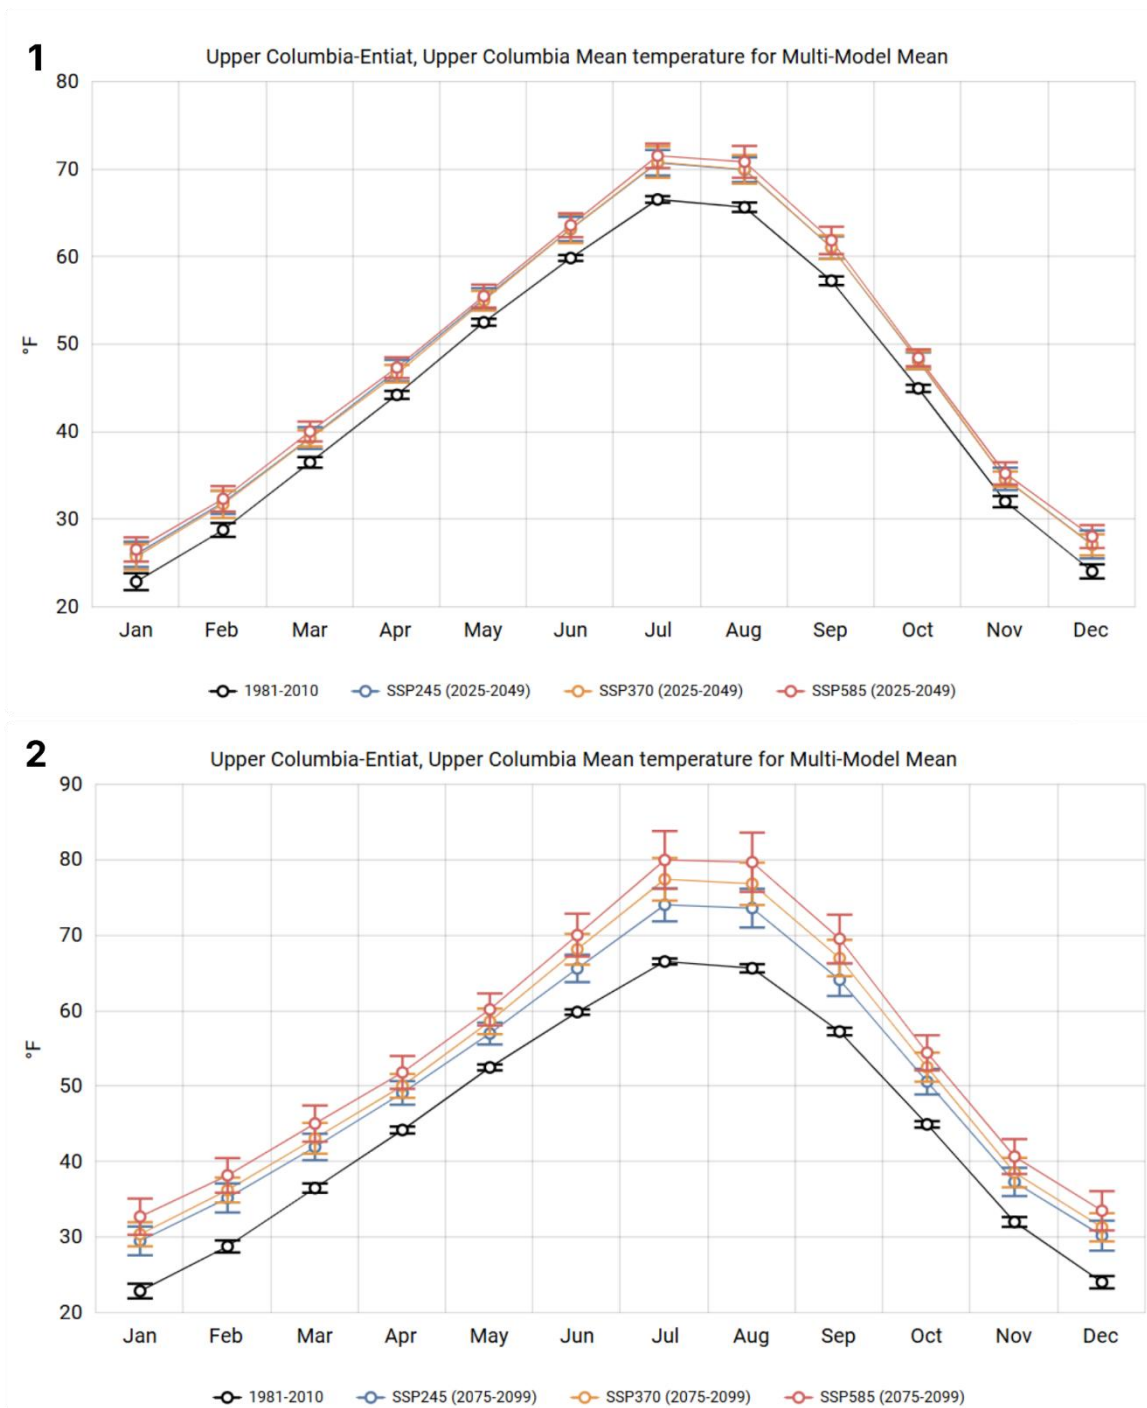 1
Upper Columbia-Entiat, Upper Columbia Mean temperature for Multi-Model Mean
80
70
60
50
40
30
20
°F
Jan Feb Mar Apr May Jun Jul Aug Sep Oct Nov Dec
1981-2010 SSP245 (2025-2049) SSP370 (2025-2049) SSP585 (2025-2049)
2
Upper Columbia-Entiat, Upper Columbia Mean temperature for Multi-Model Mean
90
80
70
60
50
40
30
20
°F
Jan Feb Mar Apr May Jun Jul Aug Sep Oct Nov Dec
1981-2010 SSP245 (2075-2099) SSP370 (2075-2099) SSP585 (2075-2099)